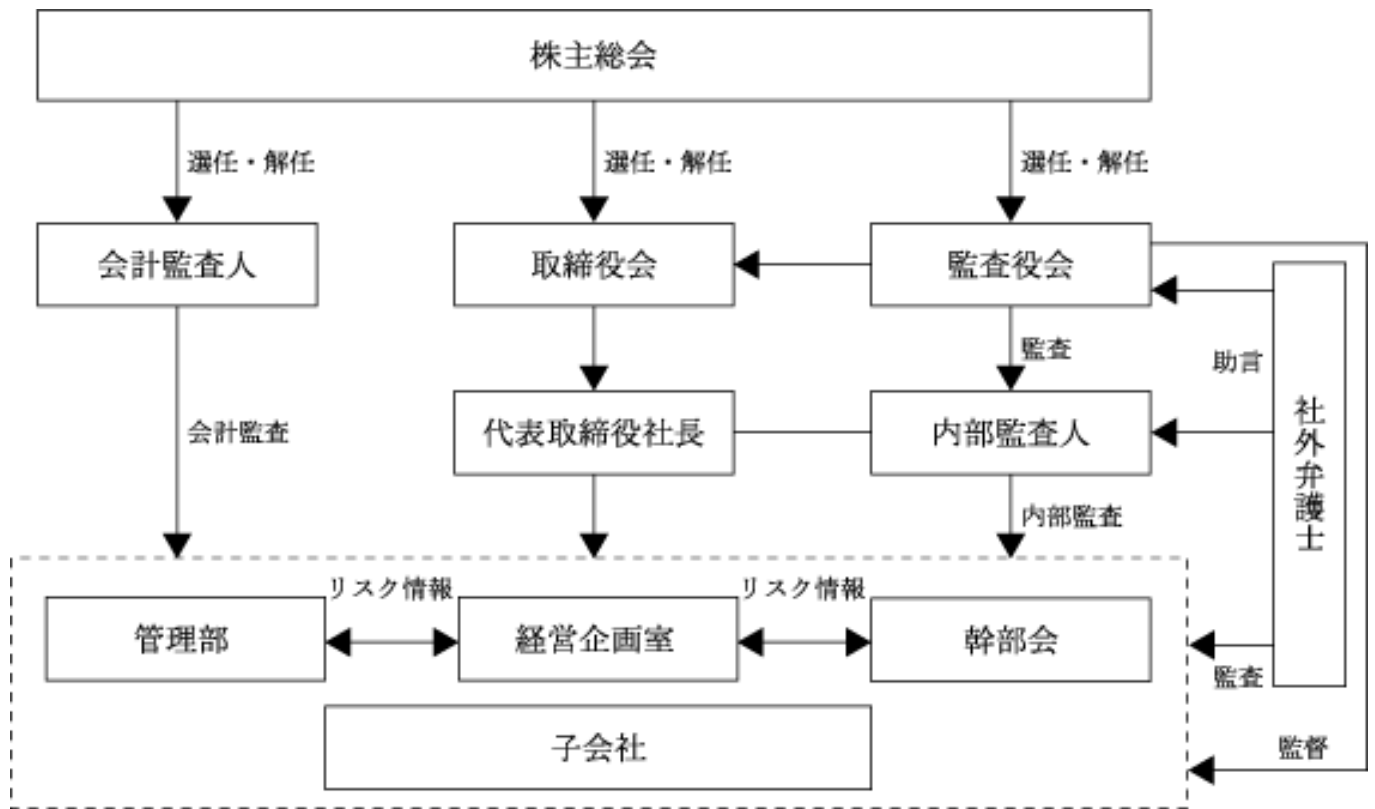 株主総会
選任・解任
選任・解任
選任・解任
会計監査人
取締役会
監査役会
監査
助言
社外弁護士
会計監査
代表取締役社長
内部監査人
内部監査
リスク情報
リスク情報
管理部
経営企画室
幹部会
監査
子会社
監督